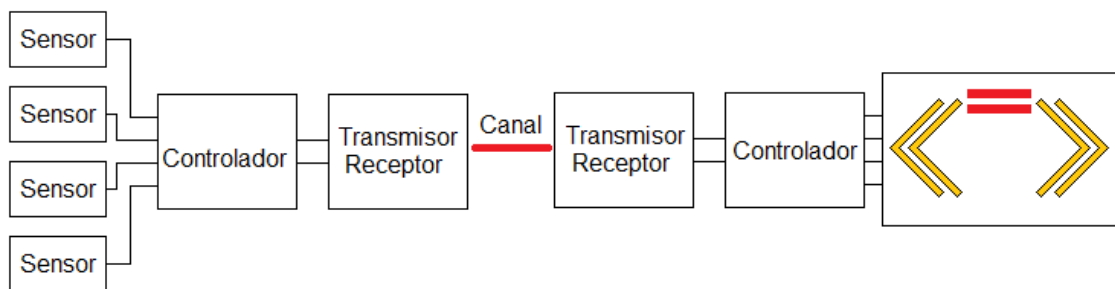 Sensor
Sensor
Sensor
Sensor
Controlador
Transmisor
Receptor
Canal
Transmisor
Receptor
Controlador